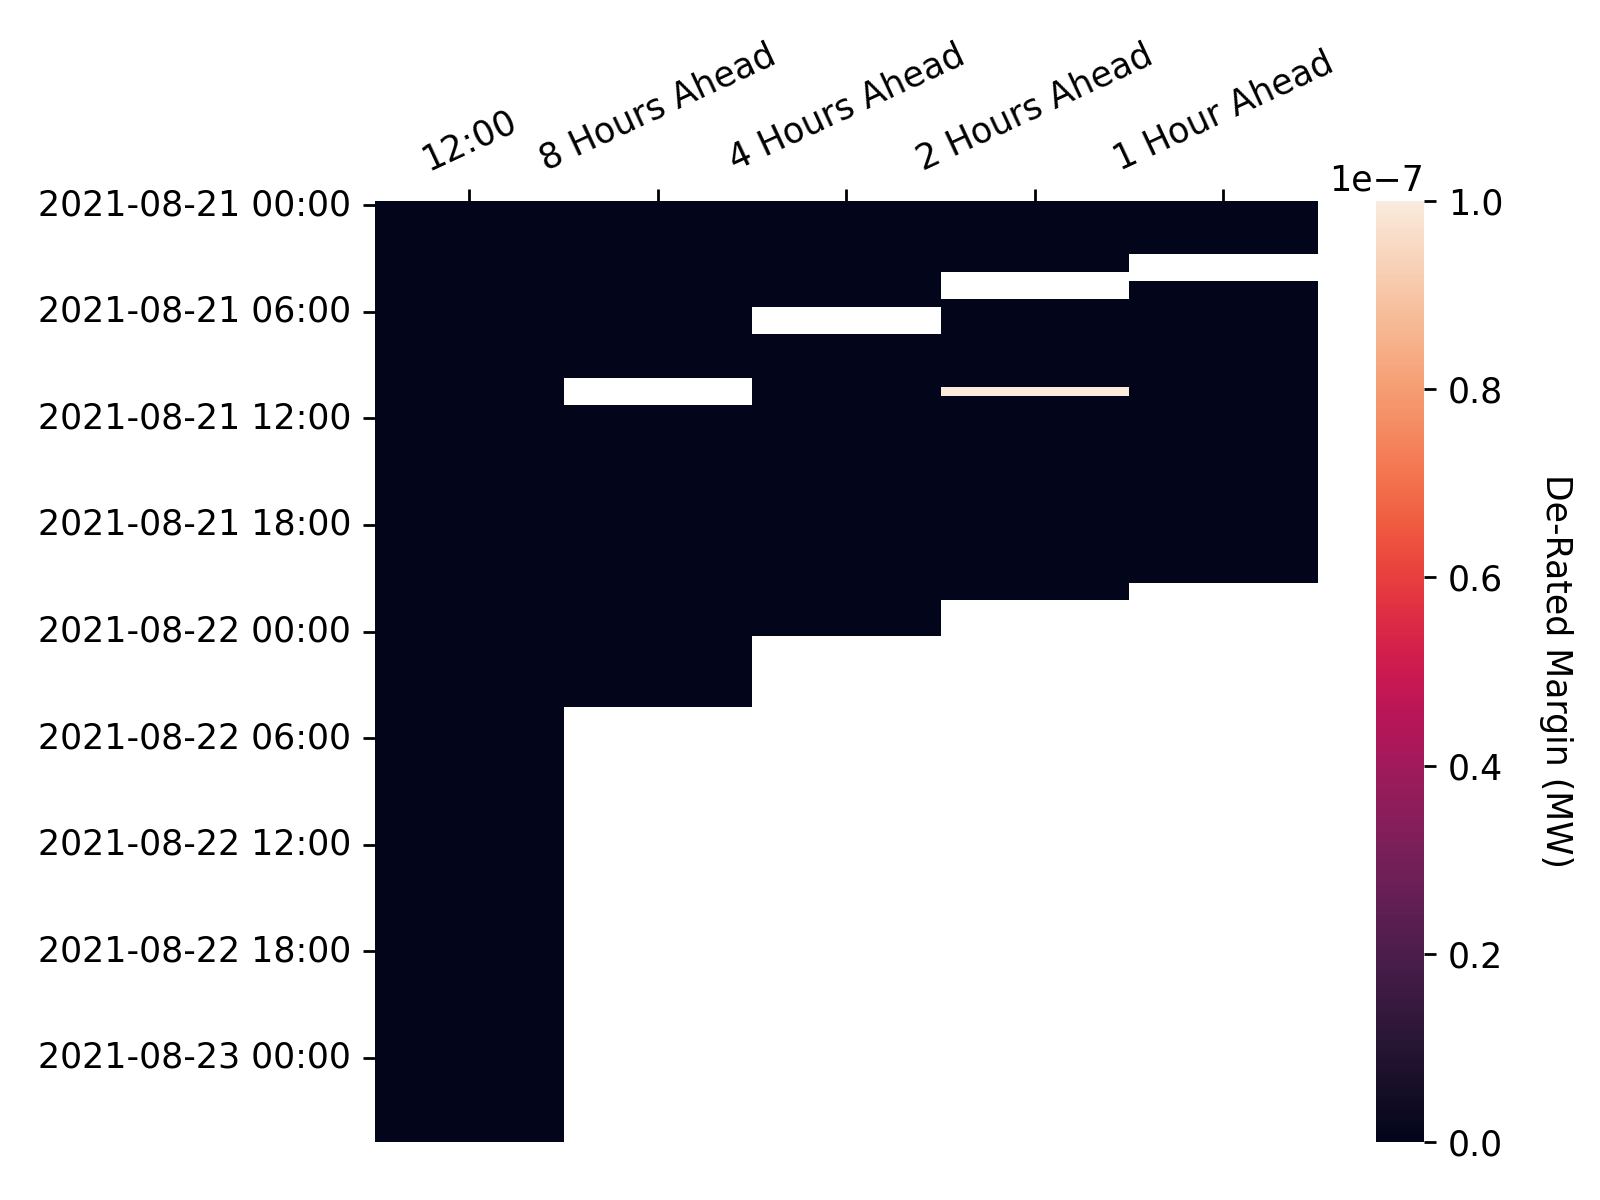 12:00
8 Hours Ahead
4 Hours Ahead
2 Hours Ahead
1 Hour Ahead
2021-08-21 00:00
2021-08-21 06:00
2021-08-21 12:00
2021-08-21 18:00
2021-08-22 00:00
2021-08-22 06:00
2021-08-22 12:00
2021-08-22 18:00
2021-08-23 00:00
1e−7
1.0
0.8
0.6
0.4
0.2
0.0
De-Rated Margin (MW)